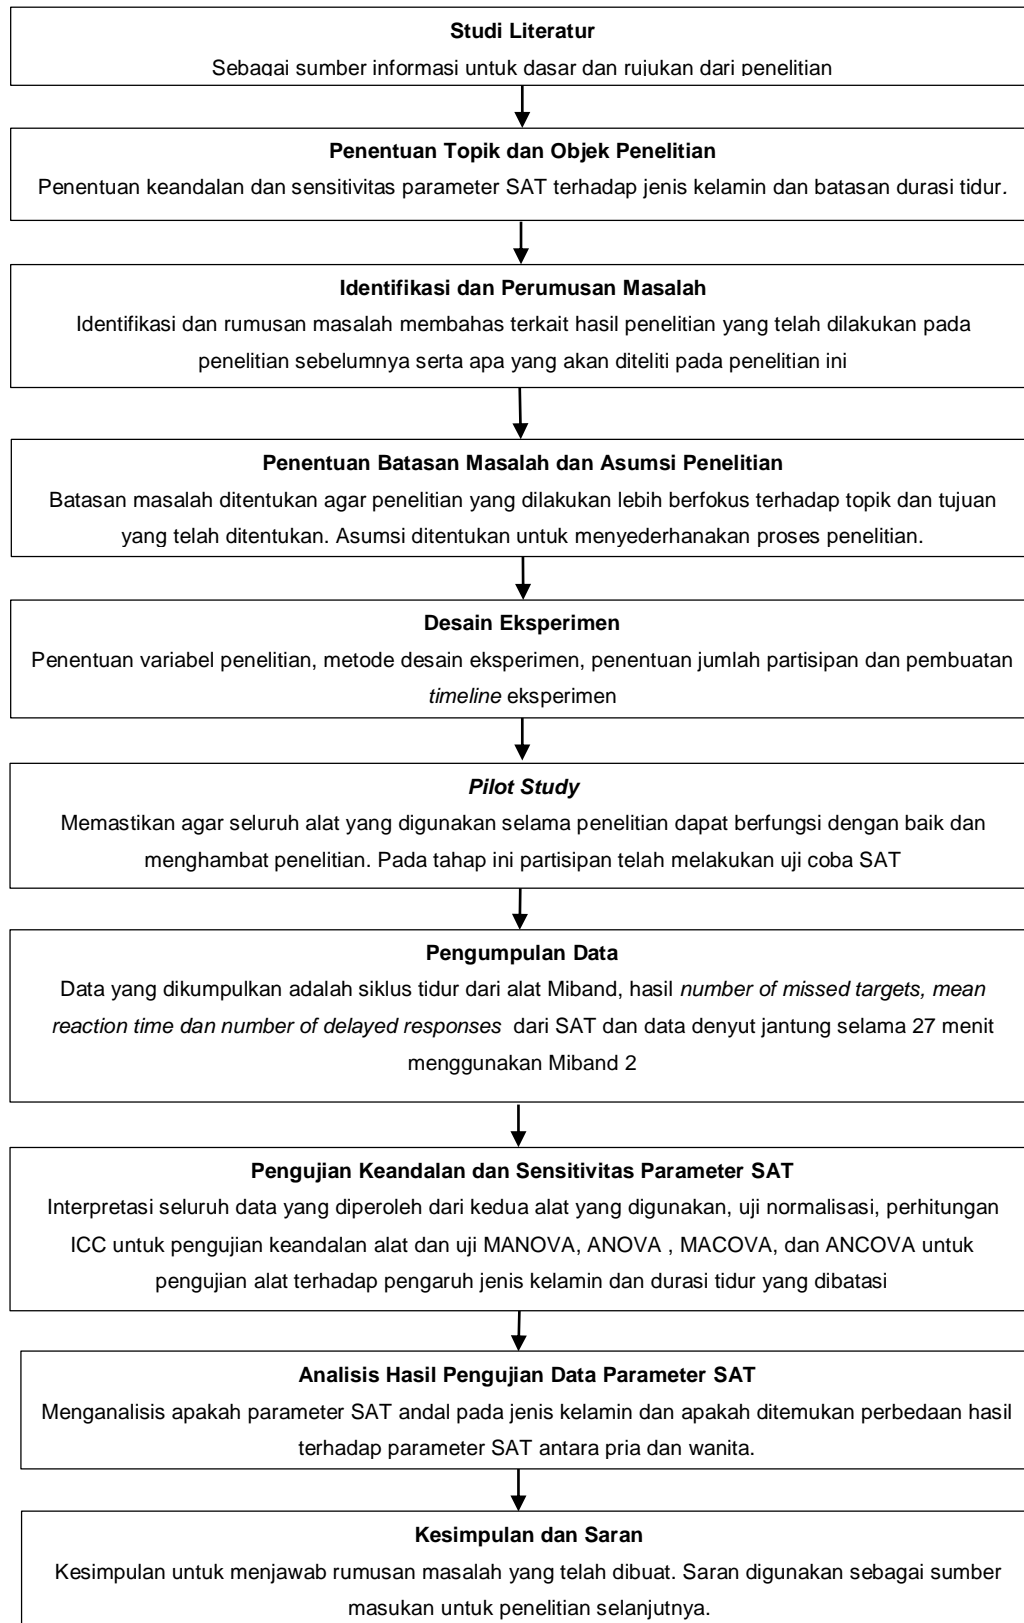 Studi Literatur
Sebagai sumber informasi untuk dasar dan rujukan dari penelitian
Penentuan Topik dan Objek Penelitian
Penentuan keandalan dan sensitivitas parameter SAT terhadap jenis kelamin dan batasan durasi tidur.
Identifikasi dan Perumusan Masalah
Identifikasi dan rumusan masalah membahas terkait hasil penelitian yang telah dilakukan pada
penelitian sebelumnya serta apa yang akan diteliti pada penelitian ini
Penentuan Batasan Masalah dan Asumsi Penelitian
Batasan masalah ditentukan agar penelitian yang dilakukan lebih berfokus terhadap topik dan tujuan
yang telah ditentukan. Asumsi ditentukan untuk menyederhanakan proses penelitian.
Desain Eksperimen
Penentuan variabel penelitian, metode desain eksperimen, penentuan jumlah partisipan dan pembuatan
timeline eksperimen
Pilot Study
Memastikan agar seluruh alat yang digunakan selama penelitian dapat berfungsi dengan baik dan
menghambat penelitian. Pada tahap ini partisipan telah melakukan uji coba SAT
Pengumpulan Data
Data yang dikumpulkan adalah siklus tidur dari alat Miband, hasil number of missed targets, mean
reaction time dan number of delayed responses dari SAT dan data denyut jantung selama 27 menit
menggunakan Miband 2
Pengujian Keandalan dan Sensitivitas Parameter SAT
Interpretasi seluruh data yang diperoleh dari kedua alat yang digunakan, uji normalisasi, perhitungan
ICC untuk pengujian keandalan alat dan uji MANOVA, ANOVA , MACOVA, dan ANCOVA untuk
pengujian alat terhadap pengaruh jenis kelamin dan durasi tidur yang dibatasi
Analisis Hasil Pengujian Data Parameter SAT
Menganalisis apakah parameter SAT andal pada jenis kelamin dan apakah ditemukan perbedaan hasil
terhadap parameter SAT antara pria dan wanita.
Kesimpulan dan Saran
Kesimpulan untuk menjawab rumusan masalah yang telah dibuat. Saran digunakan sebagai sumber
masukan untuk penelitian selanjutnya.